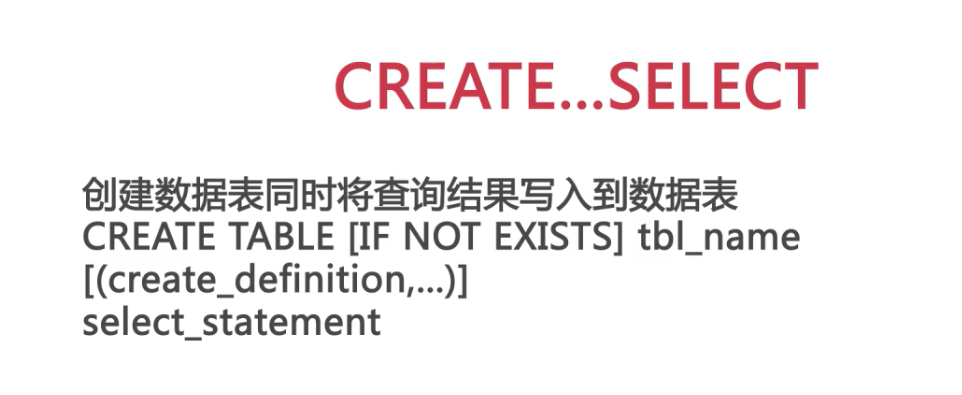 CREATE...SELECT
创建数据表同时将查询结果写入到数据表
CREATE TABLE [IF NOT EXISTS] tbl_name
[(create_definition,...)]
select_statement